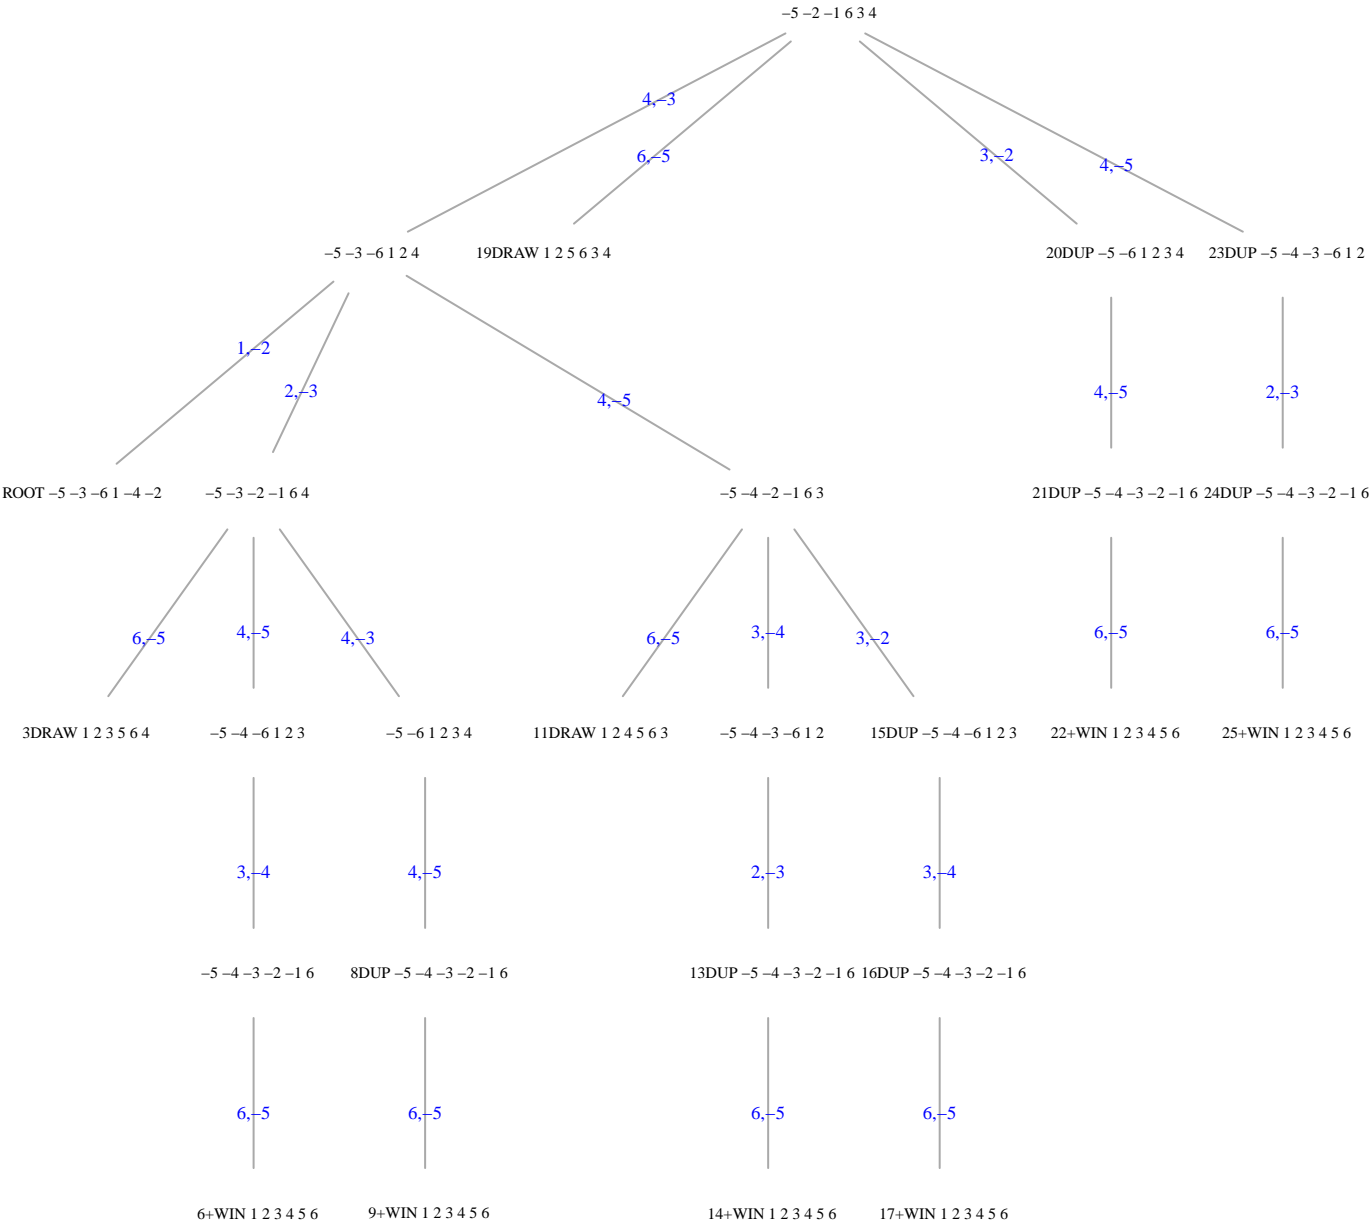 −5 −2 −1 6 3 4
4,−3
6,−5
3,−2
4,−5
−5 −3 −6 1 2 4
19DRAW 1 2 5 6 3 4
20DUP −5 −6 1 2 3 4
23DUP −5 −4 −3 −6 1 2
1,−2
2,−3
4,−5
4,−5
2,−3
ROOT −5 −3 −6 1 −4 −2
−5 −3 −2 −1 6 4
−5 −4 −2 −1 6 3
21DUP −5 −4 −3 −2 −1 6
24DUP −5 −4 −3 −2 −1 6
6,−5
4,−5
4,−3
6,−5
3,−4
3,−2
6,−5
6,−5
3DRAW 1 2 3 5 6 4
−5 −4 −6 1 2 3
−5 −6 1 2 3 4
11DRAW 1 2 4 5 6 3
−5 −4 −3 −6 1 2
15DUP −5 −4 −6 1 2 3
22+WIN 1 2 3 4 5 6
25+WIN 1 2 3 4 5 6
3,−4
4,−5
2,−3
3,−4
−5 −4 −3 −2 −1 6
8DUP −5 −4 −3 −2 −1 6
13DUP −5 −4 −3 −2 −1 6
16DUP −5 −4 −3 −2 −1 6
6,−5
6,−5
6,−5
6,−5
6+WIN 1 2 3 4 5 6
9+WIN 1 2 3 4 5 6
14+WIN 1 2 3 4 5 6
17+WIN 1 2 3 4 5 6